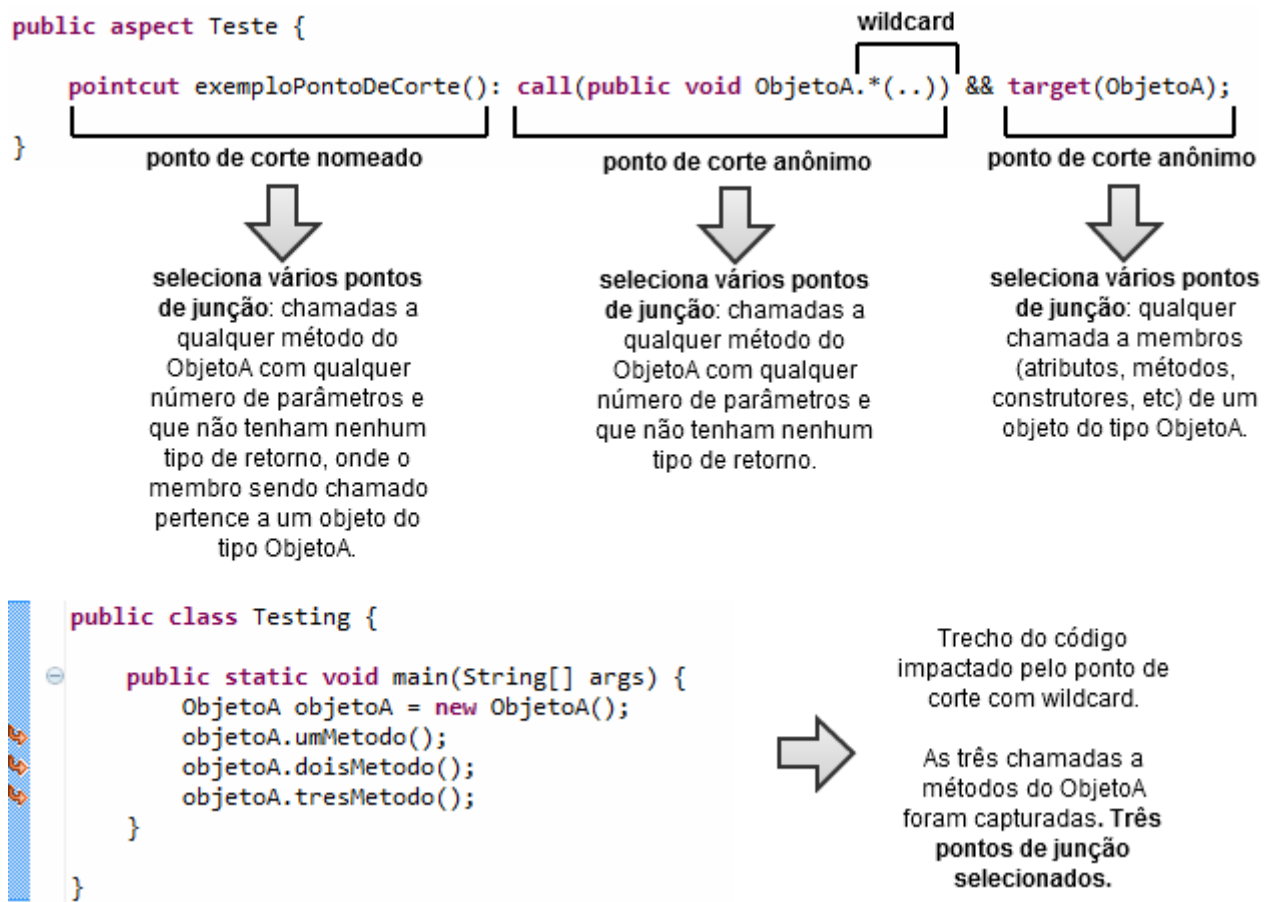 public aspect Teste {
wildcard
pointcut exemploPontoDeCorte(): call(public void ObjetoA.*(..)) && target(ObjetoA);
}
ponto de corte nomeado
seleciona vários pontos
de junção: chamadas a
qualquer método do
ObjetoA com qualquer
número de parâmetros e
que não tenham nenhum
tipo de retorno, onde o
membro sendo chamado
pertence a um objeto do
tipo ObjetoA.
ponto de corte anônimo
seleciona vários pontos
de junção: chamadas a
qualquer método do
ObjetoA com qualquer
número de parâmetros e
que não tenham nenhum
tipo de retorno.
ponto de corte anônimo
seleciona vários pontos
de junção: qualquer
chamada a membros
(atributos, métodos,
construtores, etc) de um
objeto do tipo ObjetoA.
public class Testing {
public static void main(String[] args) {
ObjetoA objetoA = new ObjetoA();
objetoA.umMetodo();
objetoA.doisMetodo();
objetoA.tresMetodo();
}
}
Trecho do código
impactado pelo ponto de
corte com wildcard.
As três chamadas a
métodos do ObjetoA
foram capturadas. Três
pontos de junção
selecionados.